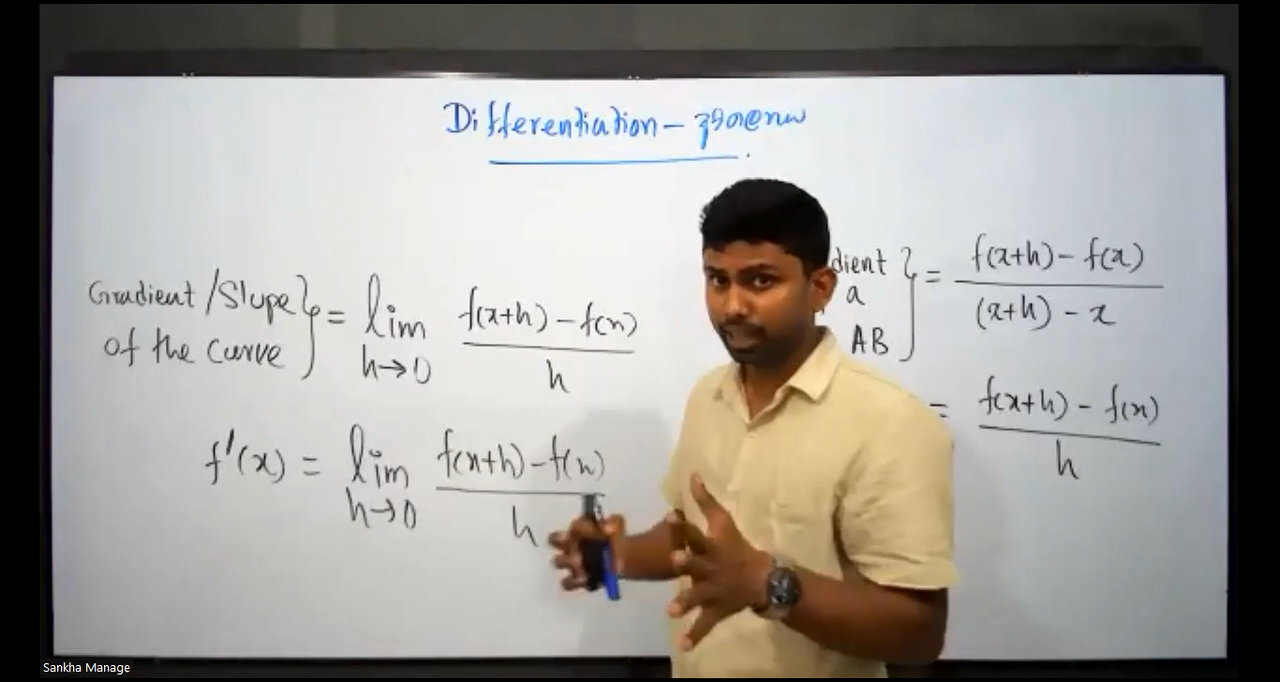 Differentiation –
Gradient/Slope of the curve } = lim h→0 f(x+h) – f(x) / h
f'(x) = lim h→0 f(x+h) – f(x) / h
dient
a
AB } = f(x+h) – f(x) / (x+h) – x
= f(x+h) – f(x) / h
Sankha Manage